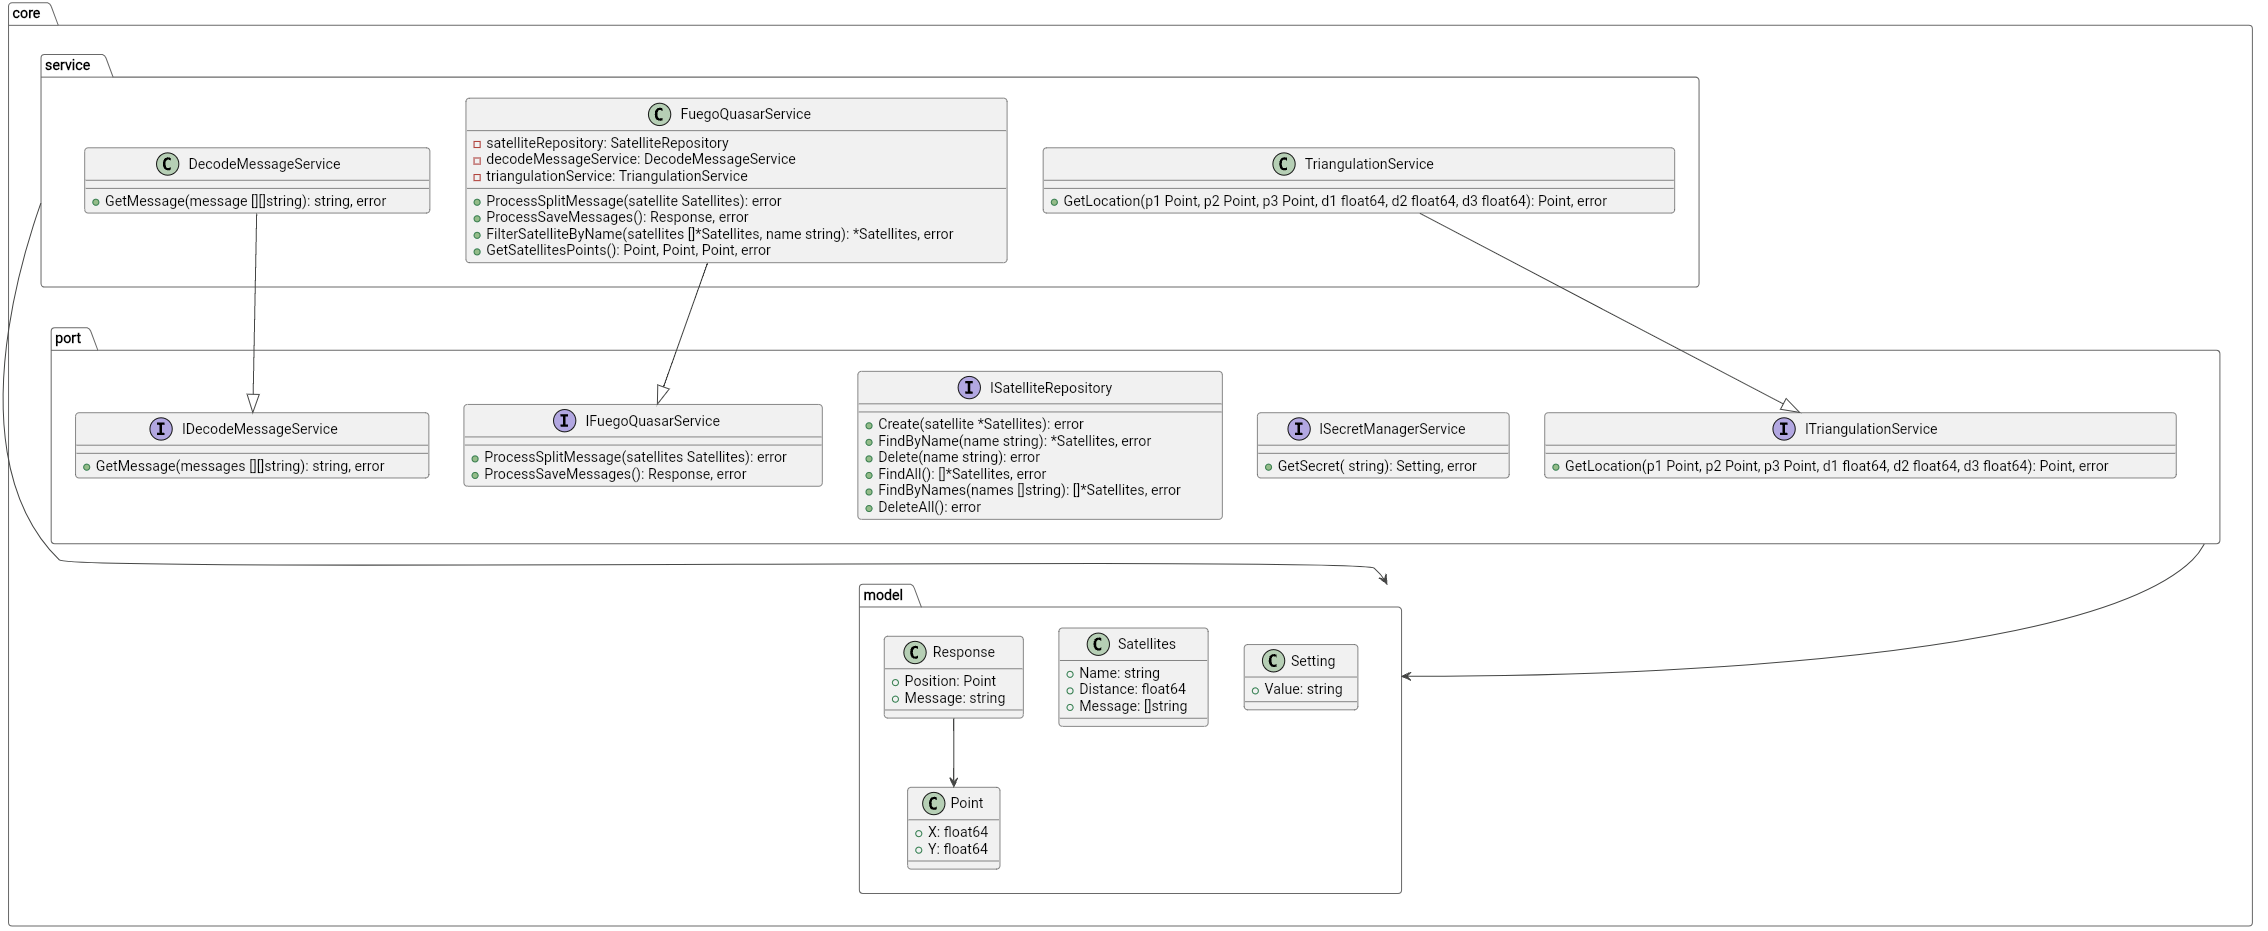 core
service
C DecodeMessageService
GetMessage(message [][]string): string, error
C FuegoQuasarService
satelliteRepository: SatelliteRepository
decodeMessageService: DecodeMessageService
triangulationService: TriangulationService
ProcessSplitMessage(satellite Satellites): error
ProcessSaveMessages(): Response, error
FilterSatelliteByName(satellites []*Satellites, name string): *Satellites, error
GetSatellitesPoints(): Point, Point, Point, error
C TriangulationService
GetLocation(p1 Point, p2 Point, p3 Point, d1 float64, d2 float64, d3 float64): Point, error
port
I IDecodeMessageService
GetMessage(messages [][]string): string, error
I IFuegoQuasarService
ProcessSplitMessage(satellites Satellites): error
ProcessSaveMessages(): Response, error
I ISatelliteRepository
Create(satellite *Satellites): error
FindByName(name string): *Satellites, error
Delete(name string): error
FindAll(): []*Satellites, error
FindByNames(names []string): []*Satellites, error
DeleteAll(): error
I ISecretManagerService
GetSecret( string): Setting, error
I ITriangulationService
GetLocation(p1 Point, p2 Point, p3 Point, d1 float64, d2 float64, d3 float64): Point, error
model
C Response
Position: Point
Message: string
C Satellites
Name: string
Distance: float64
Message: []string
C Setting
Value: string
C Point
X: float64
Y: float64